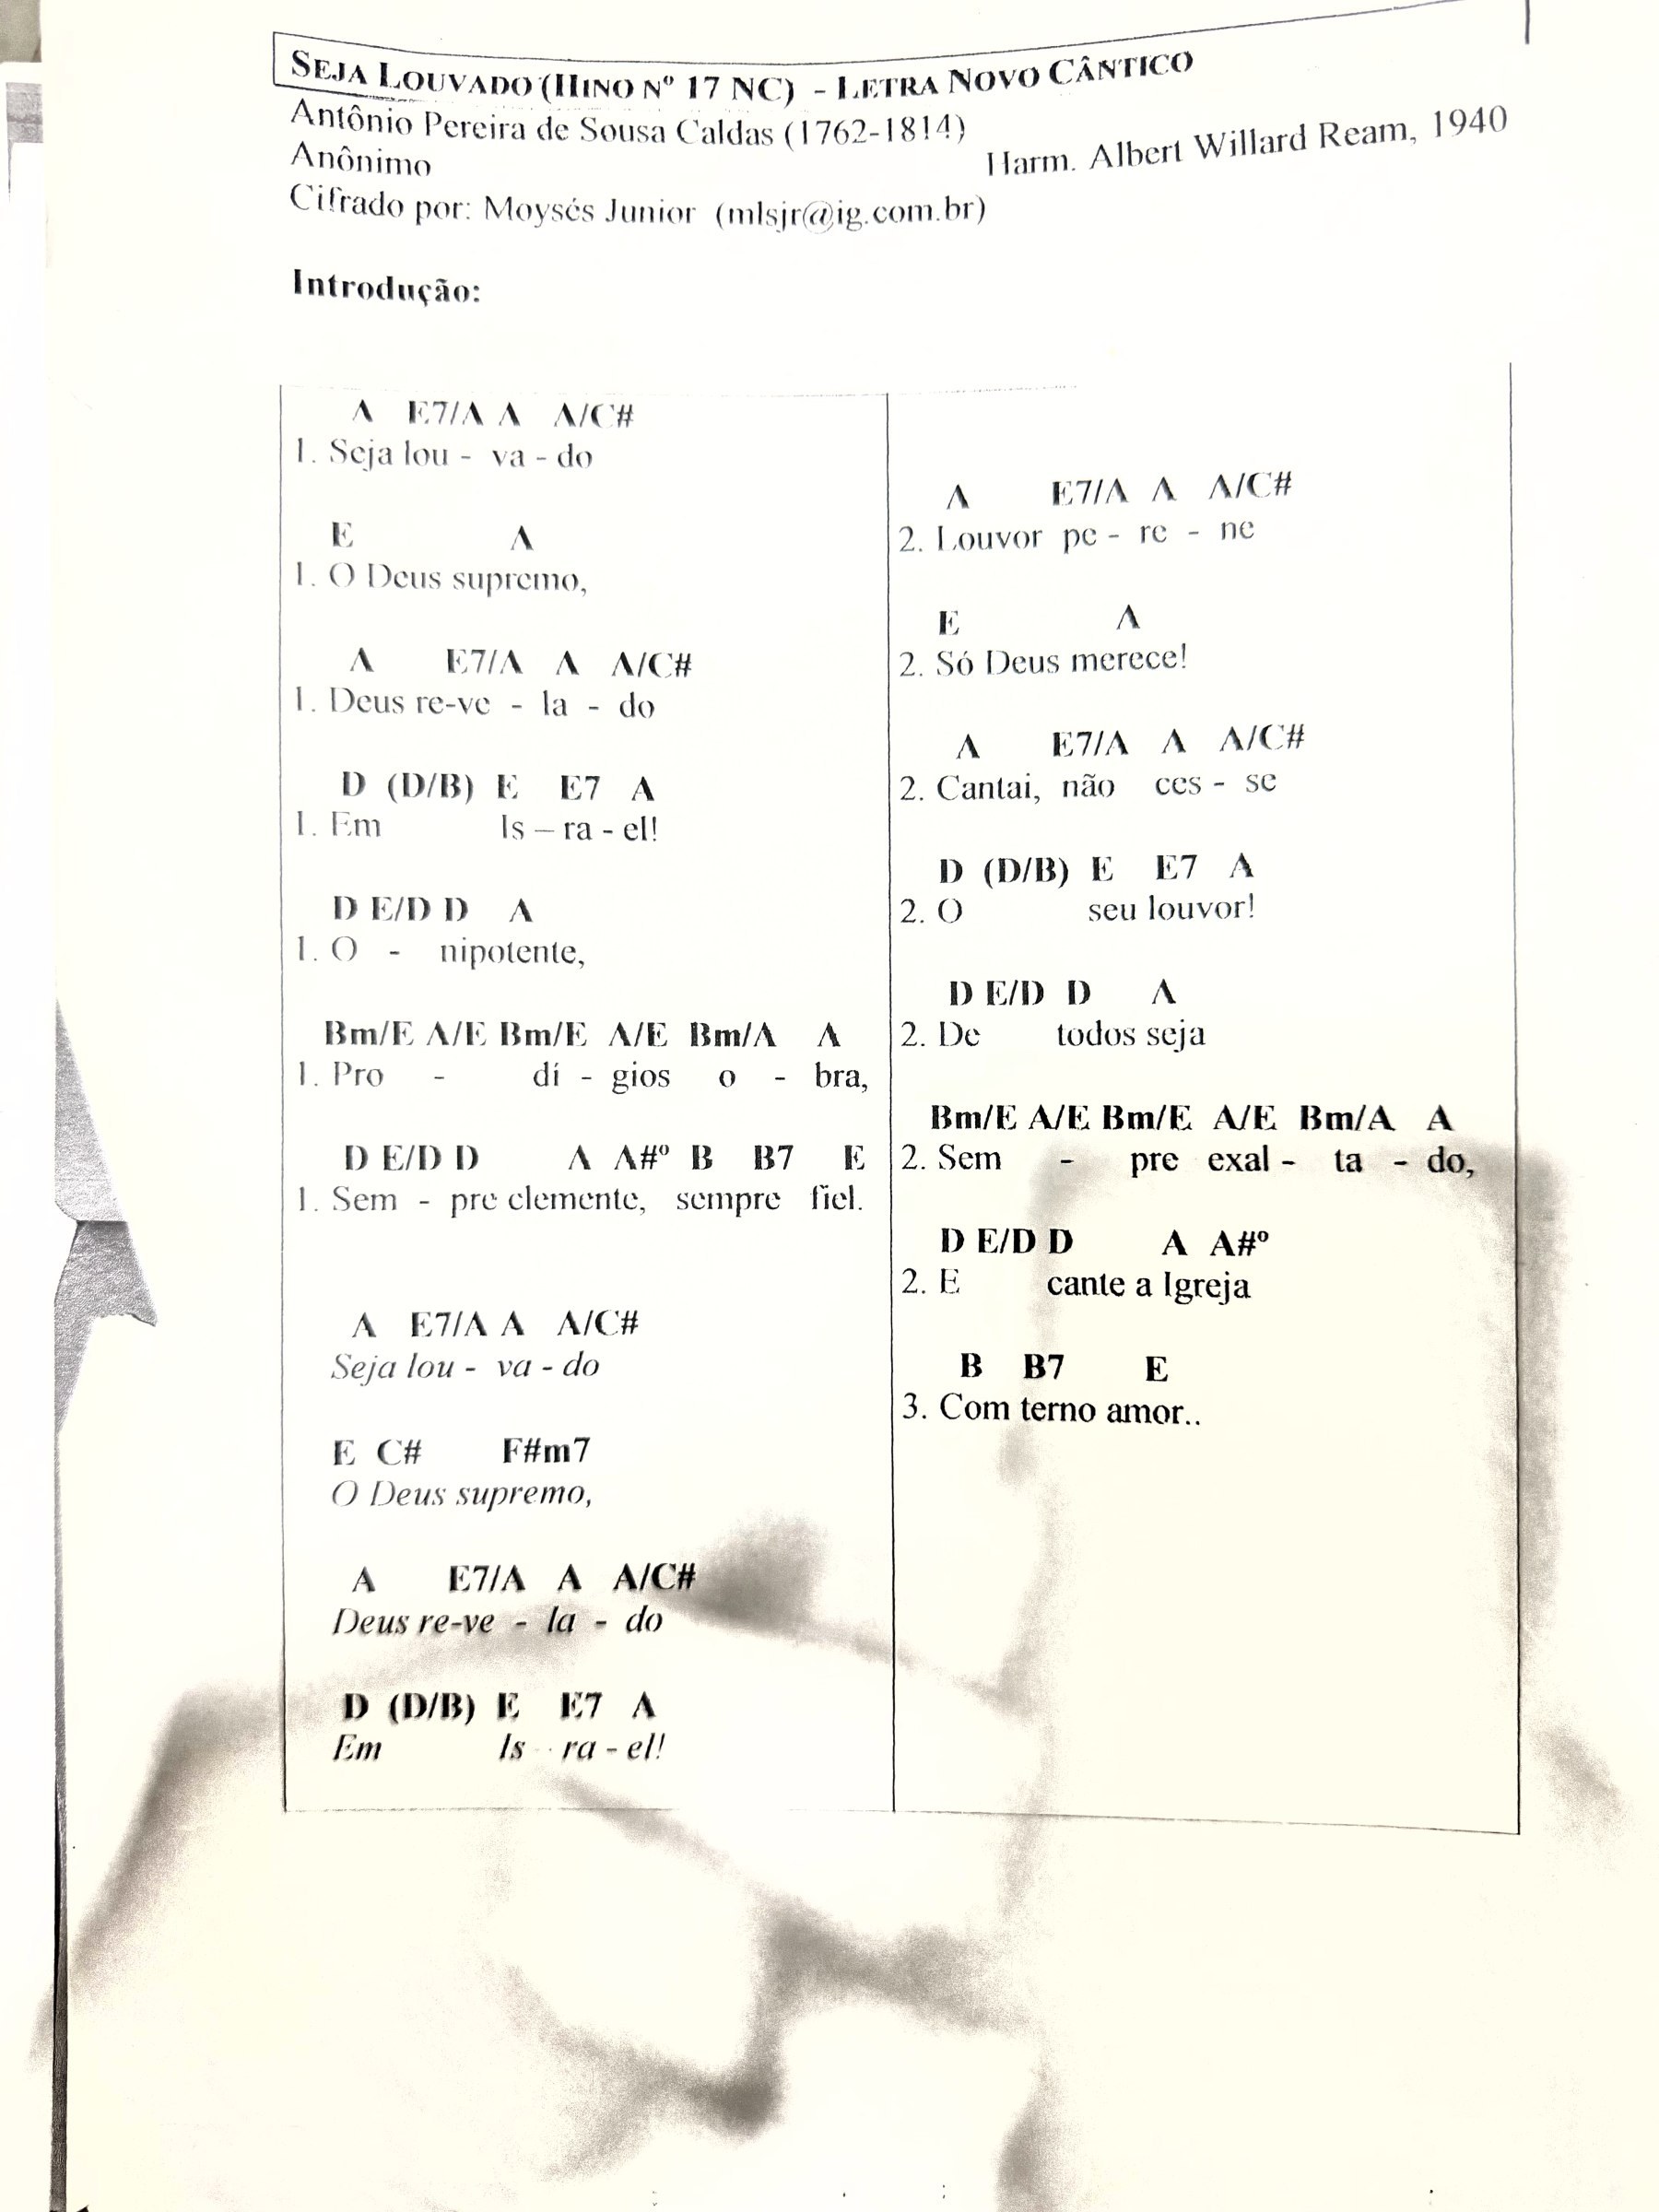 SEJA LOUVADO (HINO Nº 17 NC) - LETRA NOVO CÂNTICO
Antônio Pereira de Sousa Caldas (1762-1814)
Anônimo Harm. Albert Willard Ream, 1940
Cifrado por: Moysés Junior (mlsjr@ig.com.br)
Introdução:
A E7/A A A/C#
1. Seja lou - va - do
E A
1. O Deus supremo,
A E7/A A A/C#
1. Deus re-ve - la - do
D (D/B) E E7 A
1. Em Is – ra - el!
D E/D D A
1. O - nipotente,
Bm/E A/E Bm/E A/E Bm/A A
1. Pro - dí - gios o - bra,
D E/D D A A#º B B7 E
1. Sem - pre clemente, sempre fiel.
A E7/A A A/C#
Seja lou - va - do
E C# F#m7
O Deus supremo,
A E7/A A A/C#
Deus re-ve - la - do
D (D/B) E E7 A
Em Is - ra - el!
A E7/A A A/C#
2. Louvor pe - re - ne
E A
2. Só Deus merece!
A E7/A A A/C#
2. Cantai, não ces - se
D (D/B) E E7 A
2. O seu louvor!
D E/D D A
2. De todos seja
Bm/E A/E Bm/E A/E Bm/A A
2. Sem - pre exal - ta - do,
D E/D D A A#º
2. E cante a Igreja
B B7 E
3. Com terno amor..